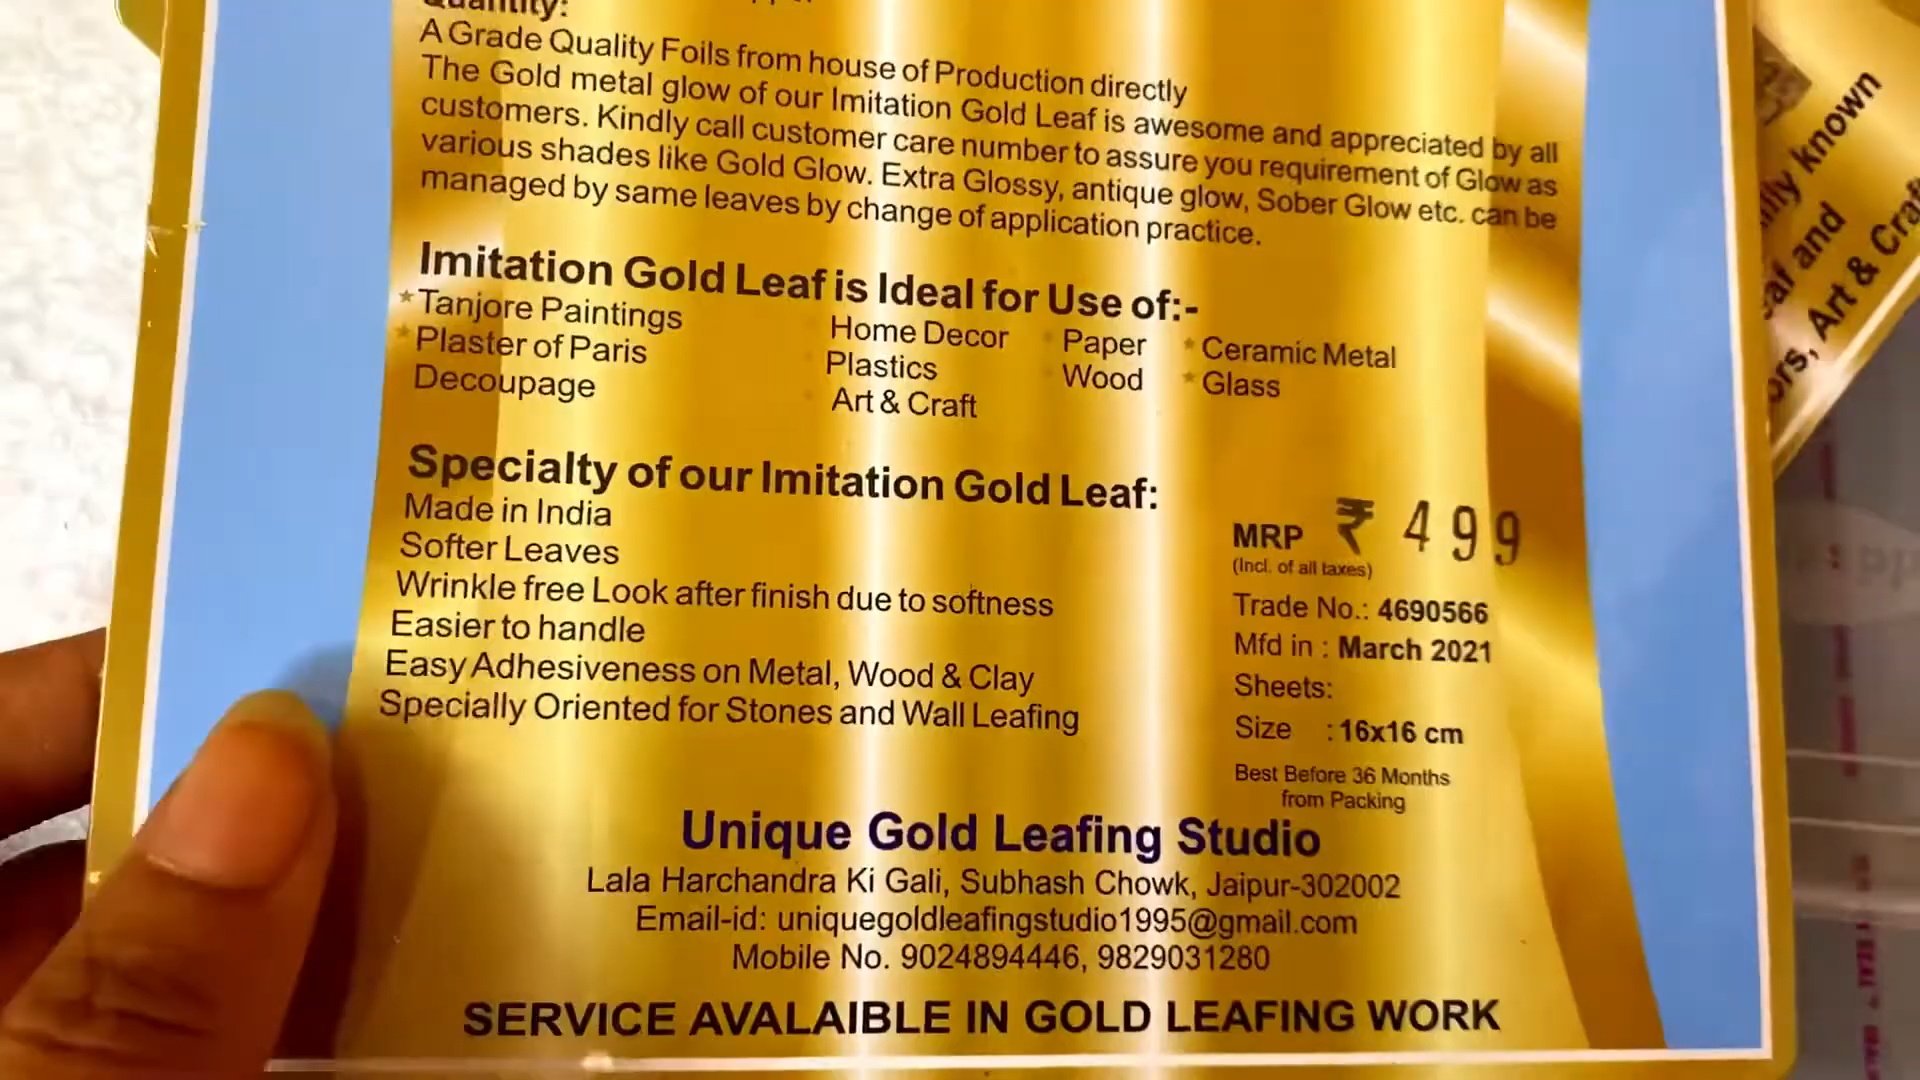 Quantity:
A Grade Quality Foils from house of Production directly
The Gold metal glow of our Imitation Gold Leaf is awesome and appreciated by all
customers. Kindly call customer care number to assure you requirement of Glow as
various shades like Gold Glow. Extra Glossy, antique glow, Sober Glow etc. can be
managed by same leaves by change of application practice.
Imitation Gold Leaf is Ideal for Use of:-
*Tanjore Paintings Home Decor * Paper * Ceramic Metal
*Plaster of Paris Plastics Wood * Glass
Decoupage Art & Craft
Specialty of our Imitation Gold Leaf:
Made in India
Softer Leaves
Wrinkle free Look after finish due to softness
Easier to handle
Easy Adhesiveness on Metal, Wood & Clay
Specially Oriented for Stones and Wall Leafing
MRP ₹ 499
(Incl. of all taxes)
Trade No.: 4690566
Mfd in : March 2021
Sheets:
Size : 16x16 cm
Best Before 36 Months
from Packing
Unique Gold Leafing Studio
Lala Harchandra Ki Gali, Subhash Chowk, Jaipur-302002
Email-id: uniquegoldleafingstudio1995@gmail.com
Mobile No. 9024894446, 9829031280
SERVICE AVALAIBLE IN GOLD LEAFING WORK
known
and
Art & Craft